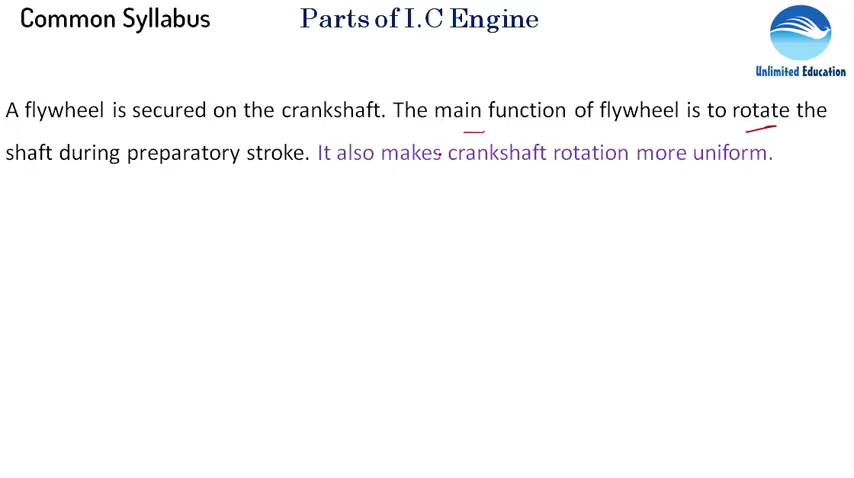 Common Syllabus
Parts of I.C Engine
Unlimited Education
A flywheel is secured on the crankshaft. The main function of flywheel is to rotate the
shaft during preparatory stroke. It also makes crankshaft rotation more uniform.